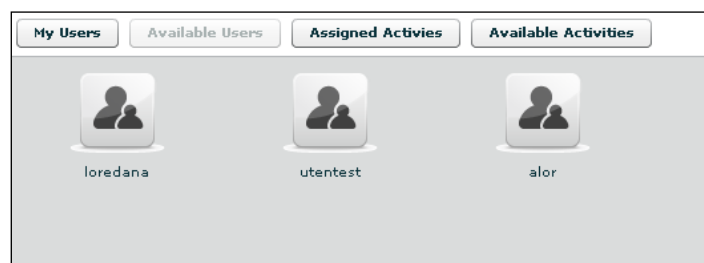 My Users Available Users Assigned Activies Available Activities
loredana utentest alor